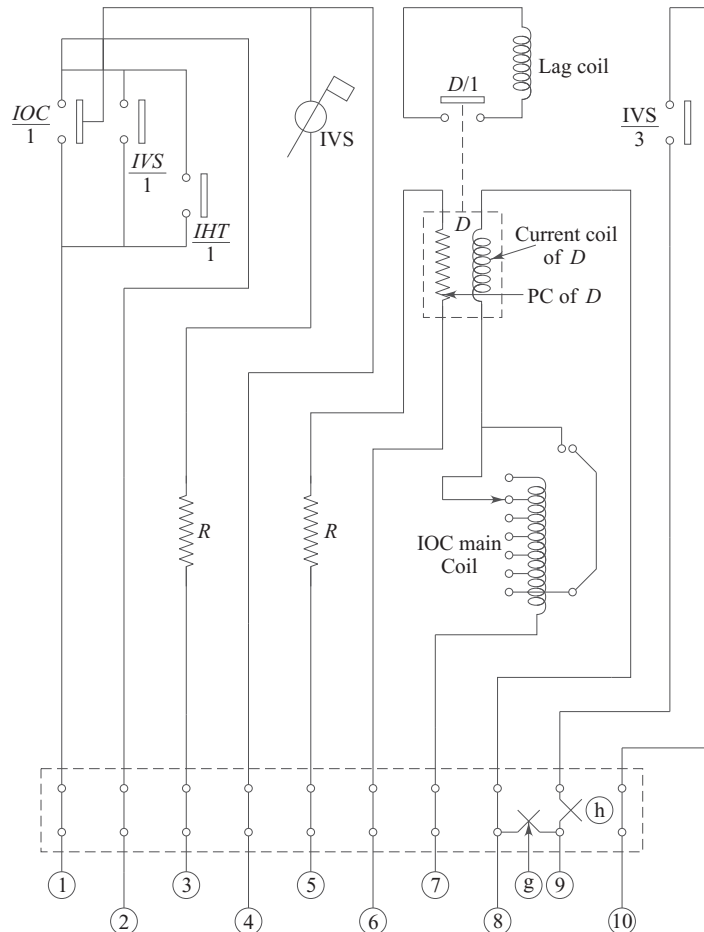 Lag coil
D/1
IOC
1
IVS
1
IVS
IVS
3
IHT
1
D
Current coil
of D
PC of D
R
R
IOC main
Coil
h
1
3
5
7
g
9
2
4
6
8
10